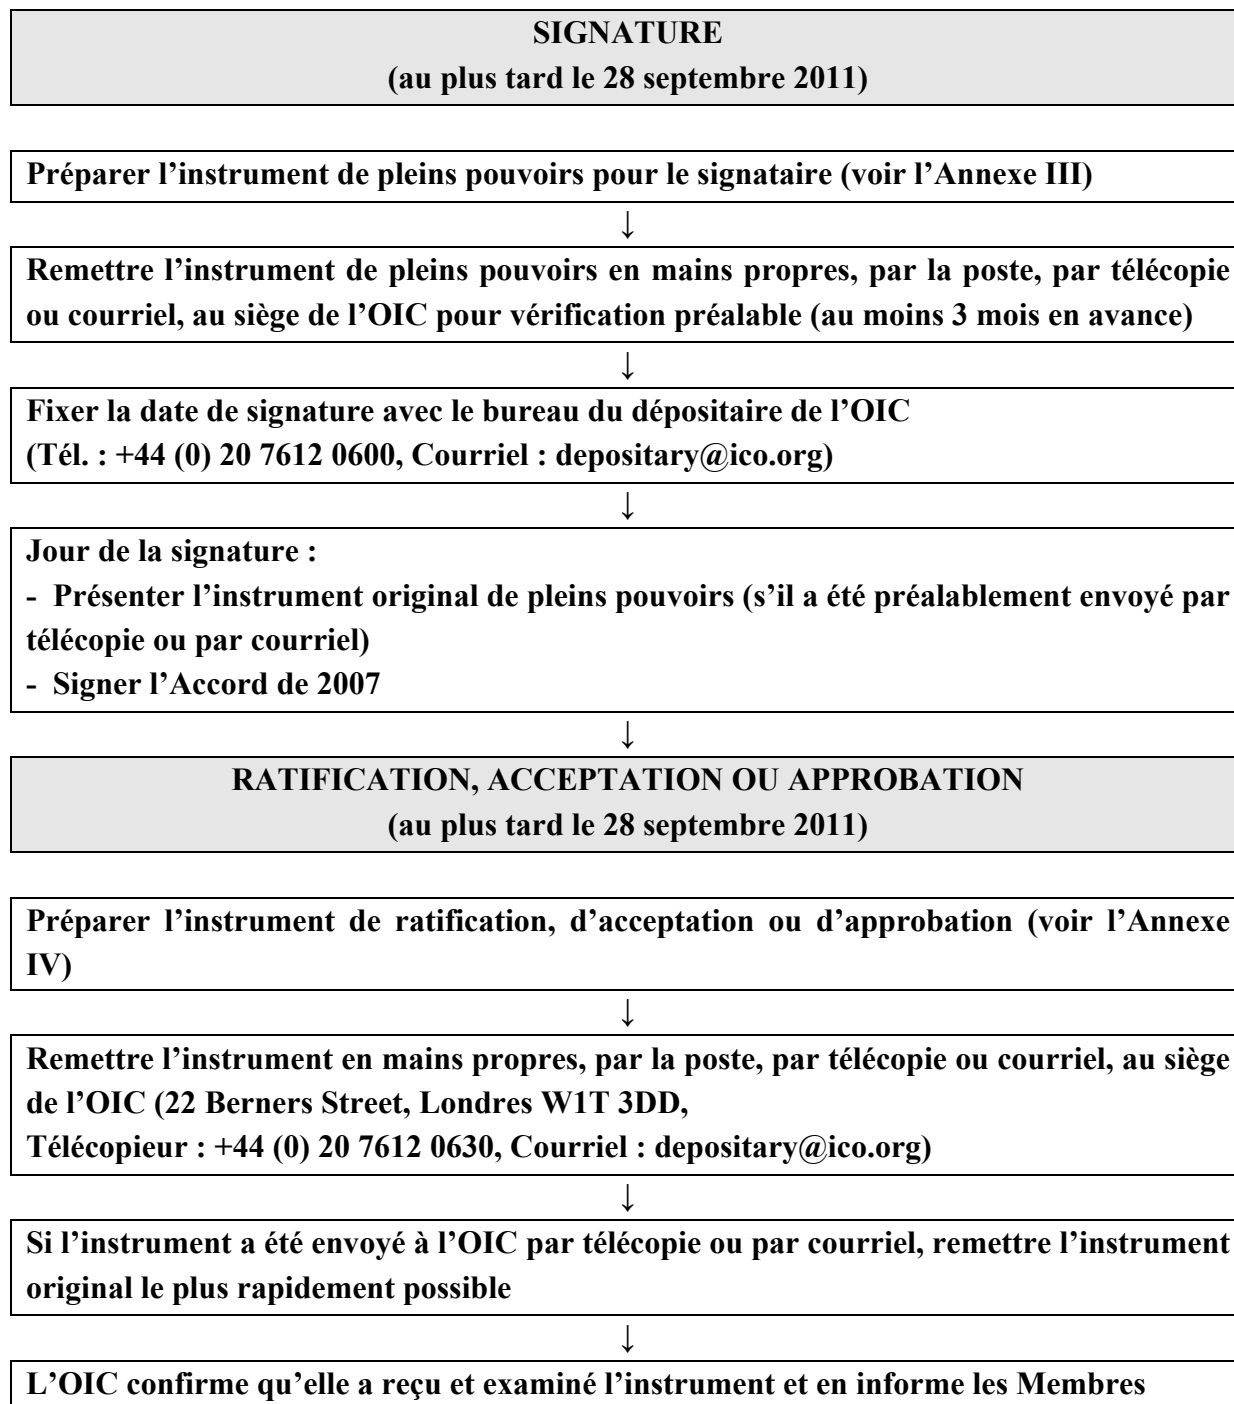 SIGNATURE
(au plus tard le 28 septembre 2011)
Préparer l’instrument de pleins pouvoirs pour le signataire (voir l’Annexe III)
↓
Remettre l’instrument de pleins pouvoirs en mains propres, par la poste, par télécopie
ou courriel, au siège de l’OIC pour vérification préalable (au moins 3 mois en avance)
↓
Fixer la date de signature avec le bureau du dépositaire de l’OIC
(Tél. : +44 (0) 20 7612 0600, Courriel : depositary@ico.org)
↓
Jour de la signature :
- Présenter l’instrument original de pleins pouvoirs (s’il a été préalablement envoyé par
télécopie ou par courriel)
- Signer l’Accord de 2007
↓
RATIFICATION, ACCEPTATION OU APPROBATION
(au plus tard le 28 septembre 2011)
Préparer l’instrument de ratification, d’acceptation ou d’approbation (voir l’Annexe
IV)
↓
Remettre l’instrument en mains propres, par la poste, par télécopie ou courriel, au siège
de l’OIC (22 Berners Street, Londres W1T 3DD,
Télécopieur : +44 (0) 20 7612 0630, Courriel : depositary@ico.org)
↓
Si l’instrument a été envoyé à l’OIC par télécopie ou par courriel, remettre l’instrument
original le plus rapidement possible
↓
L’OIC confirme qu’elle a reçu et examiné l’instrument et en informe les Membres